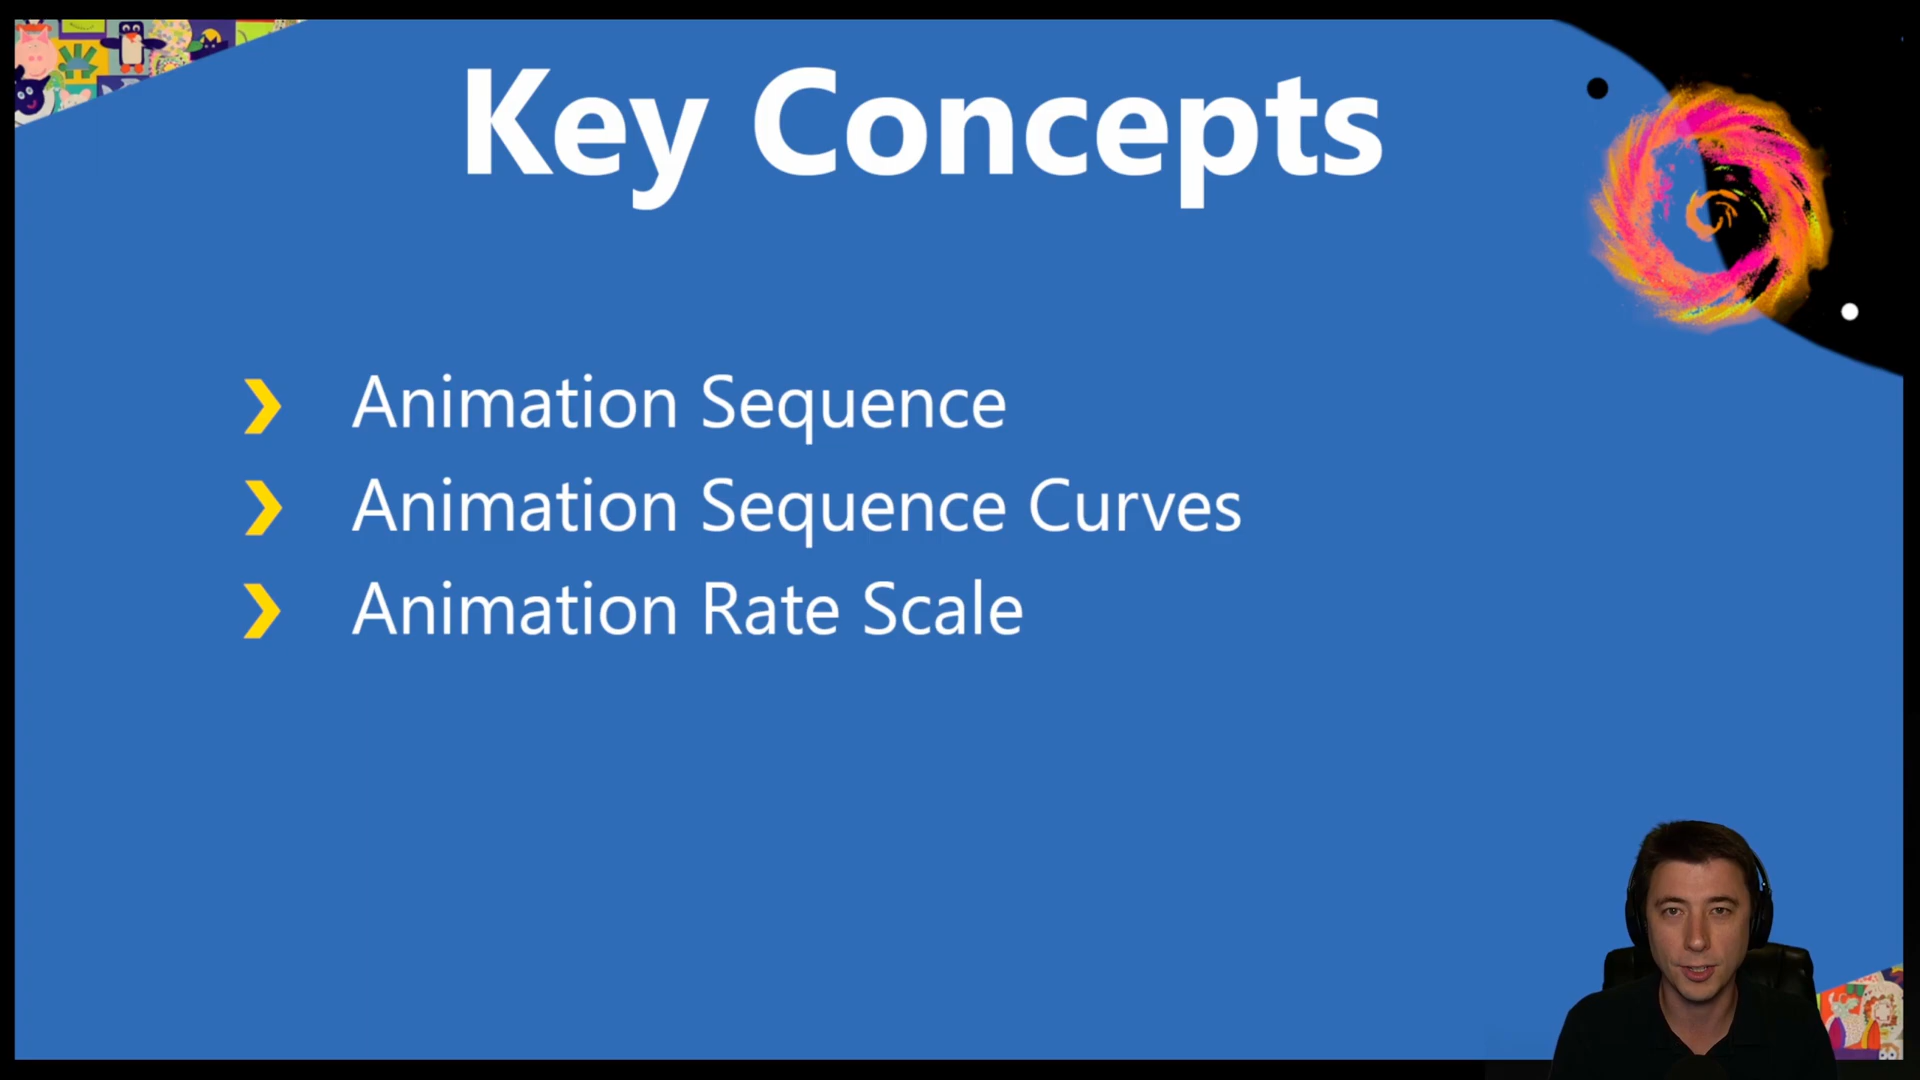 Key Concepts
Animation Sequence
Animation Sequence Curves
Animation Rate Scale